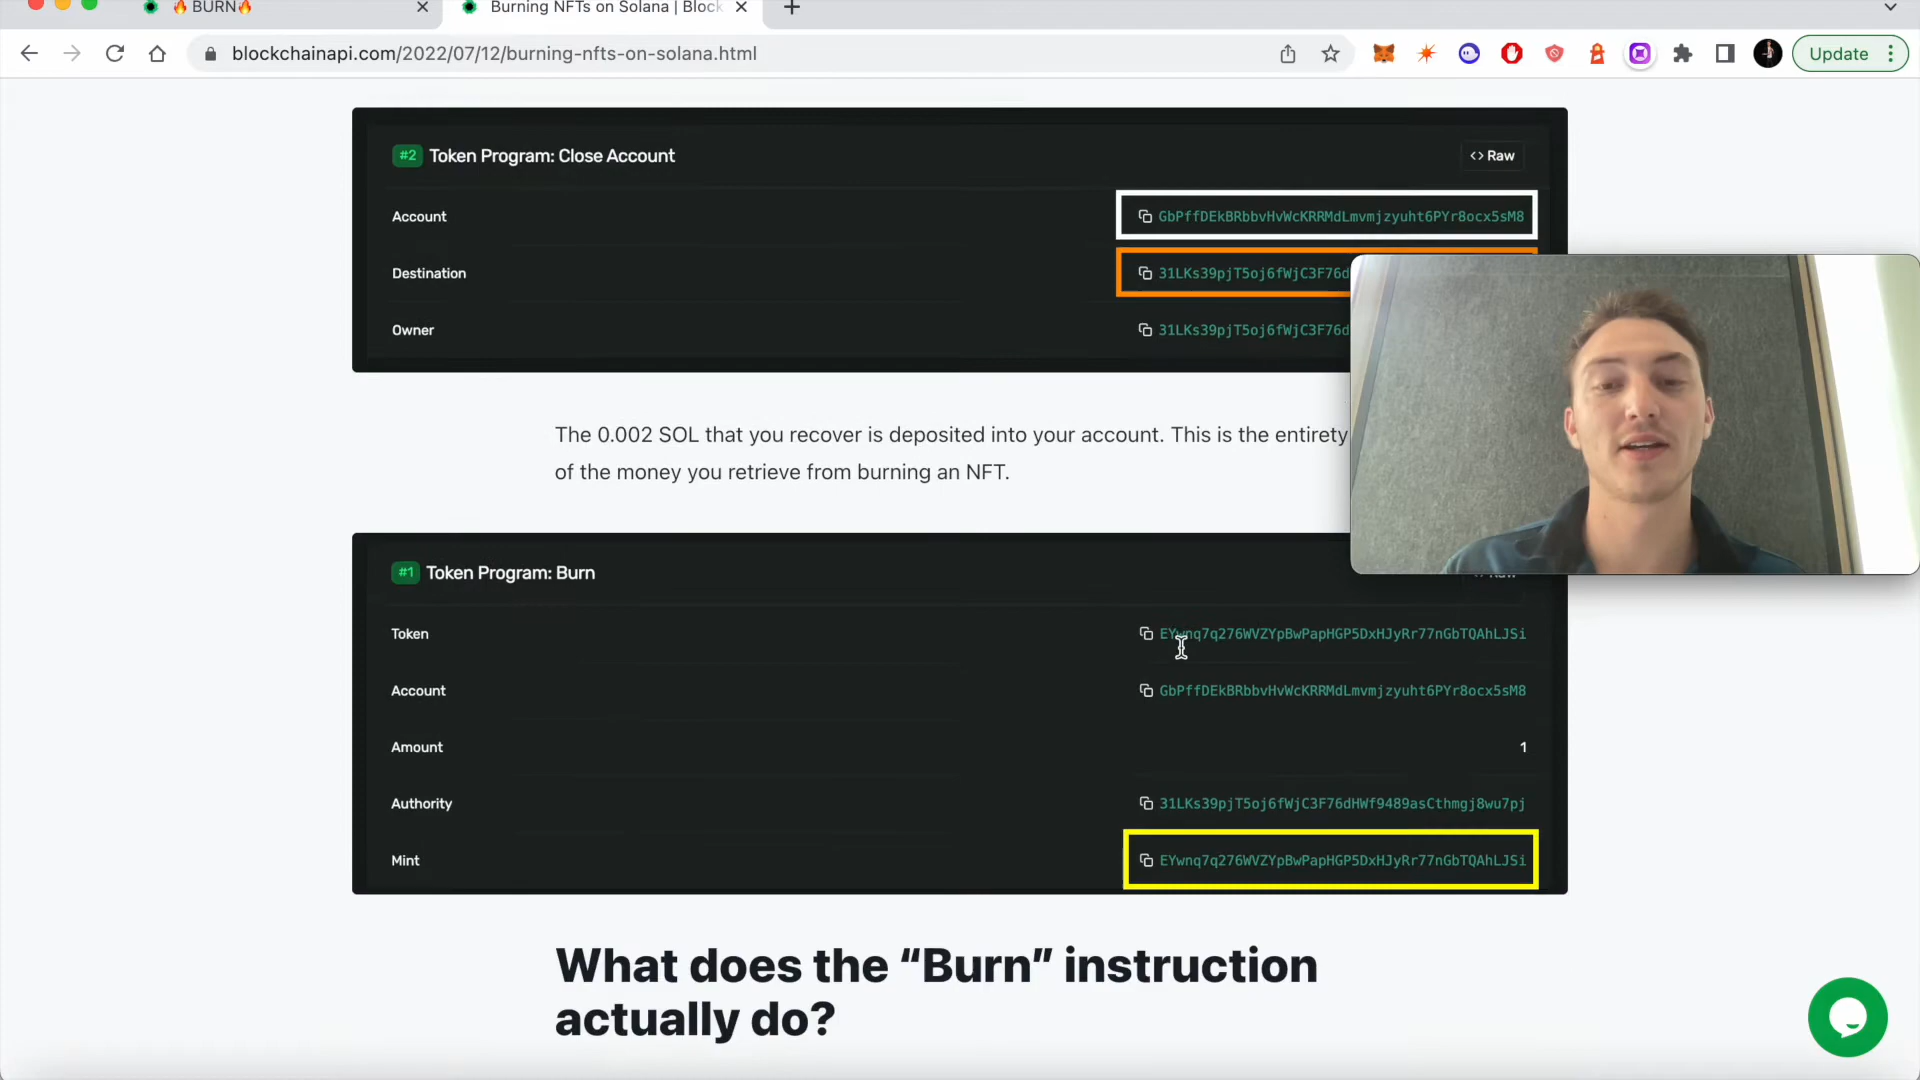 🔥BURN🔥
Burning NFTs on Solana | Block
blockchainapi.com/2022/07/12/burning-nfts-on-solana.html
Update
#2 Token Program: Close Account
<> Raw
Account
GbPffDEkBRbbvHvWcKRRMdLmvmjzyuht6PYr8ocx5sM8
Destination
31LKs39pjT5oj6fWjC3F76d
Owner
31LKs39pjT5oj6fWjC3F76d
The 0.002 SOL that you recover is deposited into your account. This is the entirety
of the money you retrieve from burning an NFT.
#1 Token Program: Burn
Token
EYwnq7q276WVZYpBwPapHGP5DxHJyRr77nGbTQAhLJSi
Account
GbPffDEkBRbbvHvWcKRRMdLmvmjzyuht6PYr8ocx5sM8
Amount
1
Authority
31LKs39pjT5oj6fWjC3F76dHWf9489asCthmgj8wu7pj
Mint
EYwnq7q276WVZYpBwPapHGP5DxHJyRr77nGbTQAhLJSi
What does the “Burn” instruction
actually do?